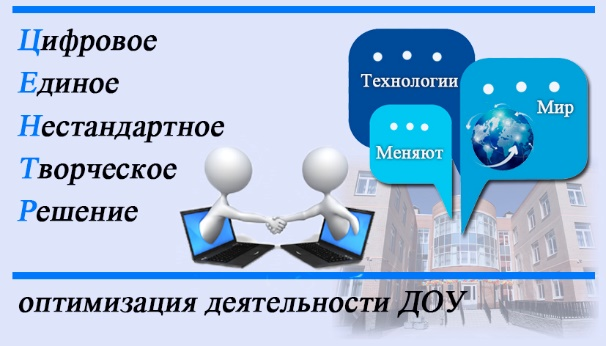 Цифровое
Единое
Нестандартное
Творческое
Решение
Технологии
Меняют
Мир
оптимизация деятельности ДОУ